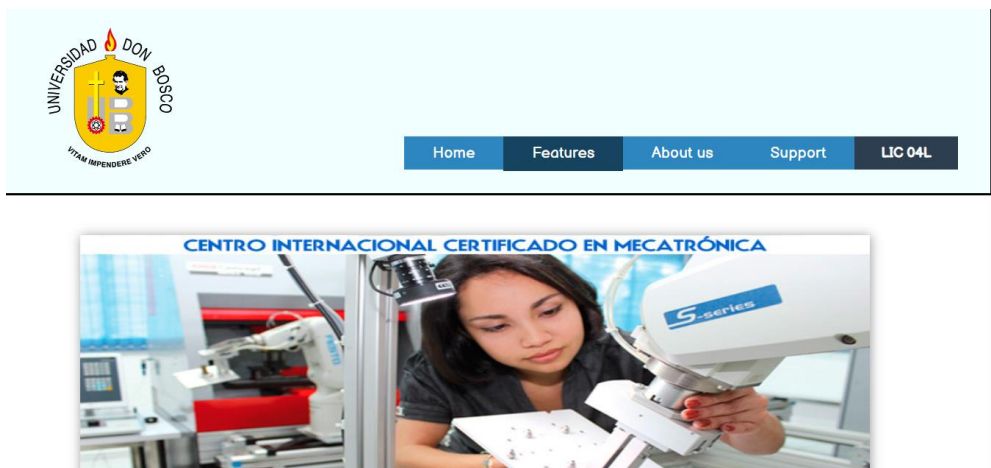 UNIVERSIDAD DON BOSCO
UB
VITAM IMPENDERE VERO
Home Features About us Support LIC 04L
CENTRO INTERNACIONAL CERTIFICADO EN MECATRÓNICA
S-series